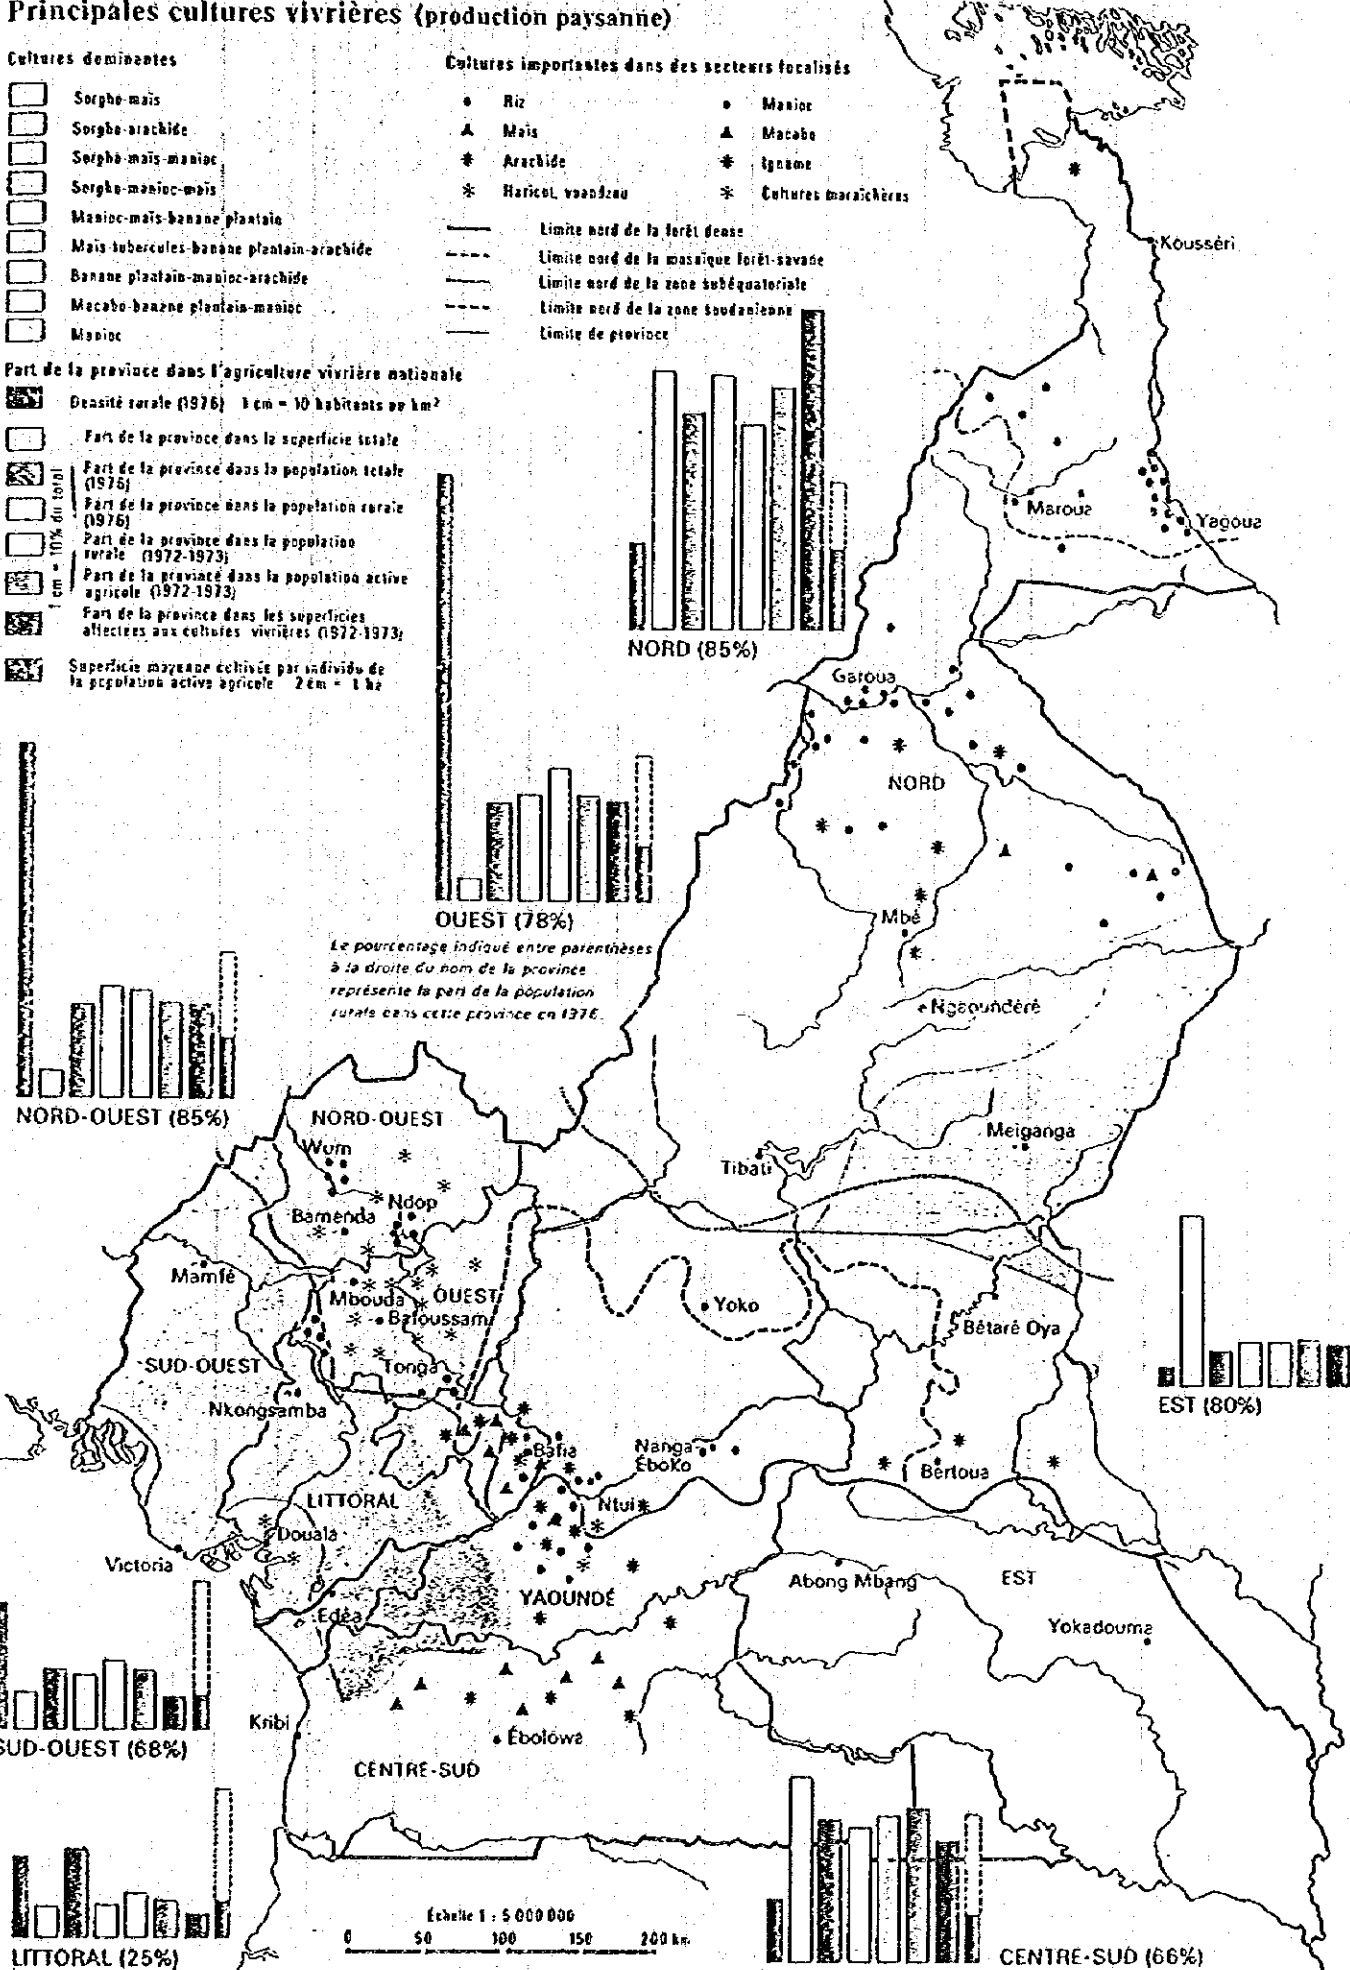 Principales cultures vivrières (production paysanne)
Cultures dominantes
Sorgho-maïs
Sorgho-arachide
Sorgho-maïs-manioc
Sorgho-manioc-maïs
Manioc-maïs-banane plantain
Maïs-tubercules-banane plantain-arachide
Banane plantain-manioc-arachide
Macabo-banane plantain-manioc
Manioc
Cultures importantes dans des secteurs localisés
Riz
Maïs
Arachide
Haricot, voandzou
Manioc
Macabo
Igname
Cultures maraîchères
Limite nord de la forêt dense
Limite nord de la mosaïque forêt-savane
Limite nord de la zone subéquatoriale
Limite nord de la zone soudanienne
Limite de province
Part de la province dans l'agriculture vivrière nationale
Densité rurale (1976) 1 cm = 10 habitants au km²
Part de la province dans la superficie totale
Part de la province dans la population totale
(1976)
Part de la province dans la population rurale
(1976)
Part de la province dans la population
rurale (1972-1973)
Part de la province dans la population active
agricole (1972-1973)
Part de la province dans les superficies
affectées aux cultures vivrières (1972-1973)
1 cm = 10% du total
Superficie moyenne cultivée par individu de
la population active agricole 2 cm = 1 ha
Kousséri
Maroua
Yagoua
NORD (85%)
Garoua
NORD
OUEST (78%)
Le pourcentage indiqué entre parenthèses
à la droite du nom de la province
représente la part de la population
rurale dans cette province en 1976.
Mbé
Ngaoundéré
NORD-OUEST (85%)
NORD-OUEST
Wum
Meiganga
Tibati
Ndop
Bamenda
Mamfé
Mbouda
OUEST
Bafoussam
Yoko
Bétaré Oya
SUD-OUEST
Tonga
Nkongsamba
EST (80%)
Bafia
Nanga-
Eboko
Bertoua
LITTORAL
Ntui
Douala
Victoria
Abong Mbang
EST
YAOUNDÉ
Edéa
Yokadouma
Kribi
Ébolowa
SUD-OUEST (68%)
CENTRE-SUD
Échelle 1 : 5 000 000
0 50 100 150 200 km
LITTORAL (25%)
CENTRE-SUD (66%)